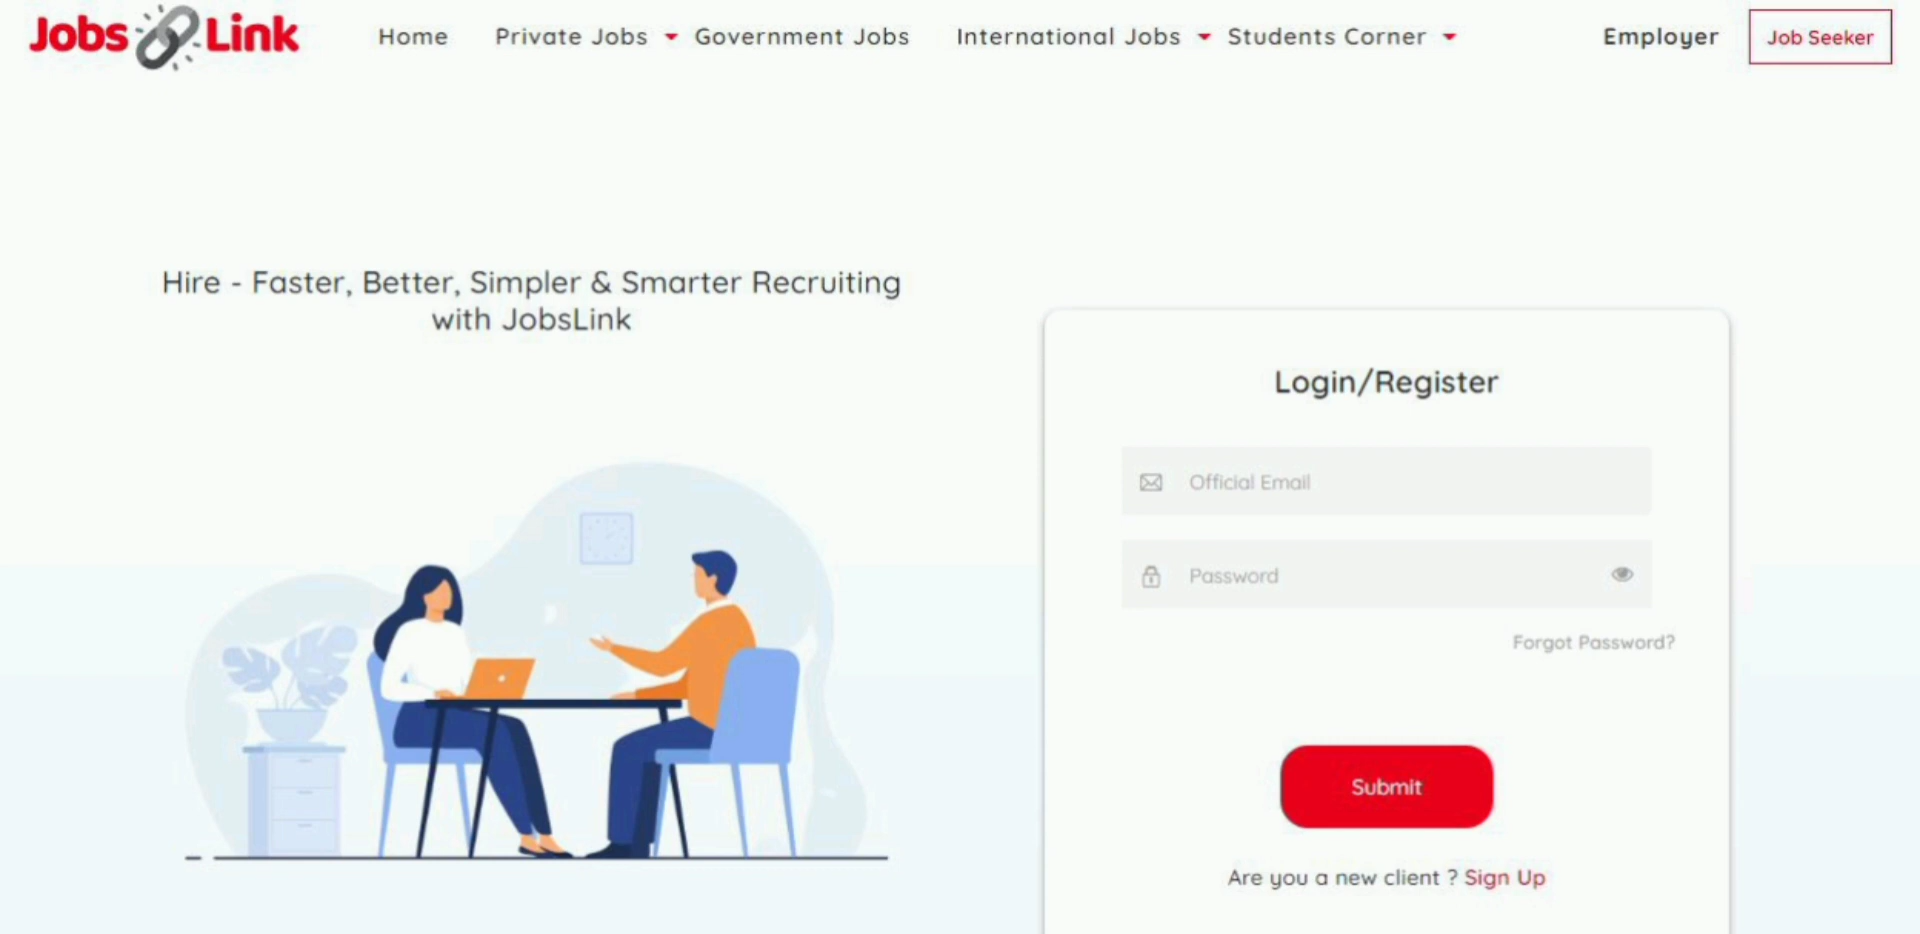 Jobs Link
Home Private Jobs Government Jobs International Jobs Students Corner Employer Job Seeker
Hire - Faster, Better, Simpler & Smarter Recruiting
with JobsLink
Login/Register
Official Email
Password
Forgot Password?
Submit
Are you a new client ? Sign Up